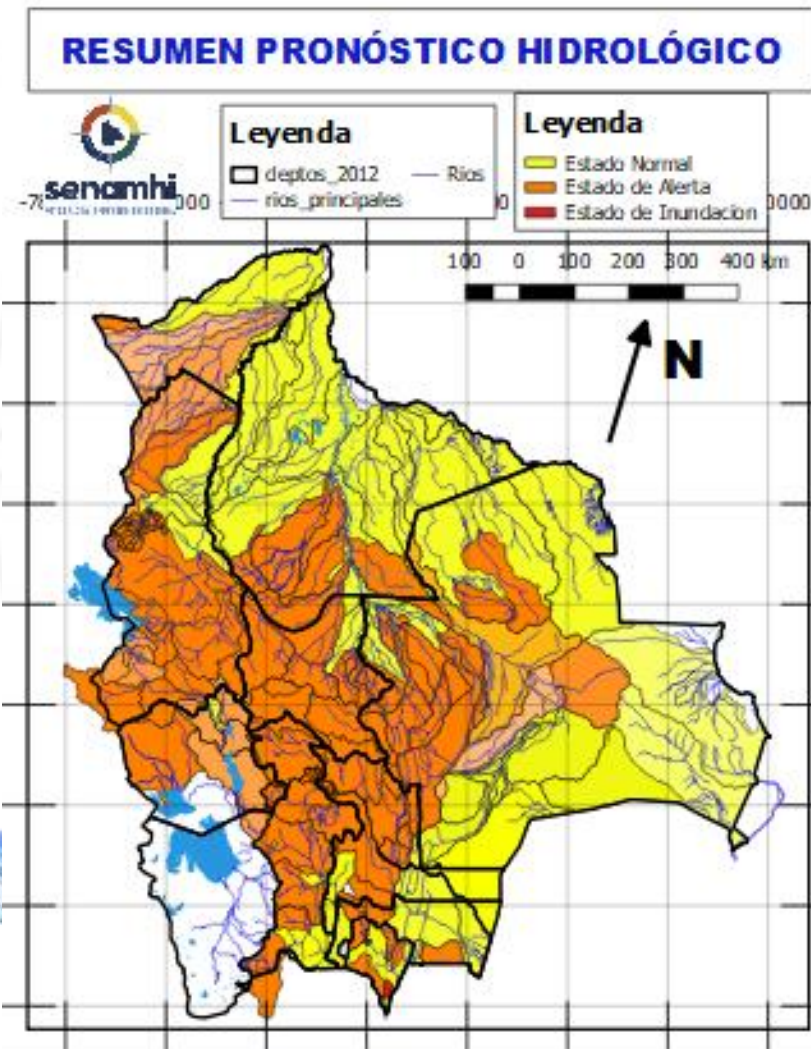 RESUMEN PRONÓSTICO HIDROLÓGICO
senamhi
Leyenda
deptos_2012
Rios
rios_principales
Leyenda
Estado Normal
Estado de Alerta
Estado de Inundacion
100 0 100 200 300 400 km
N